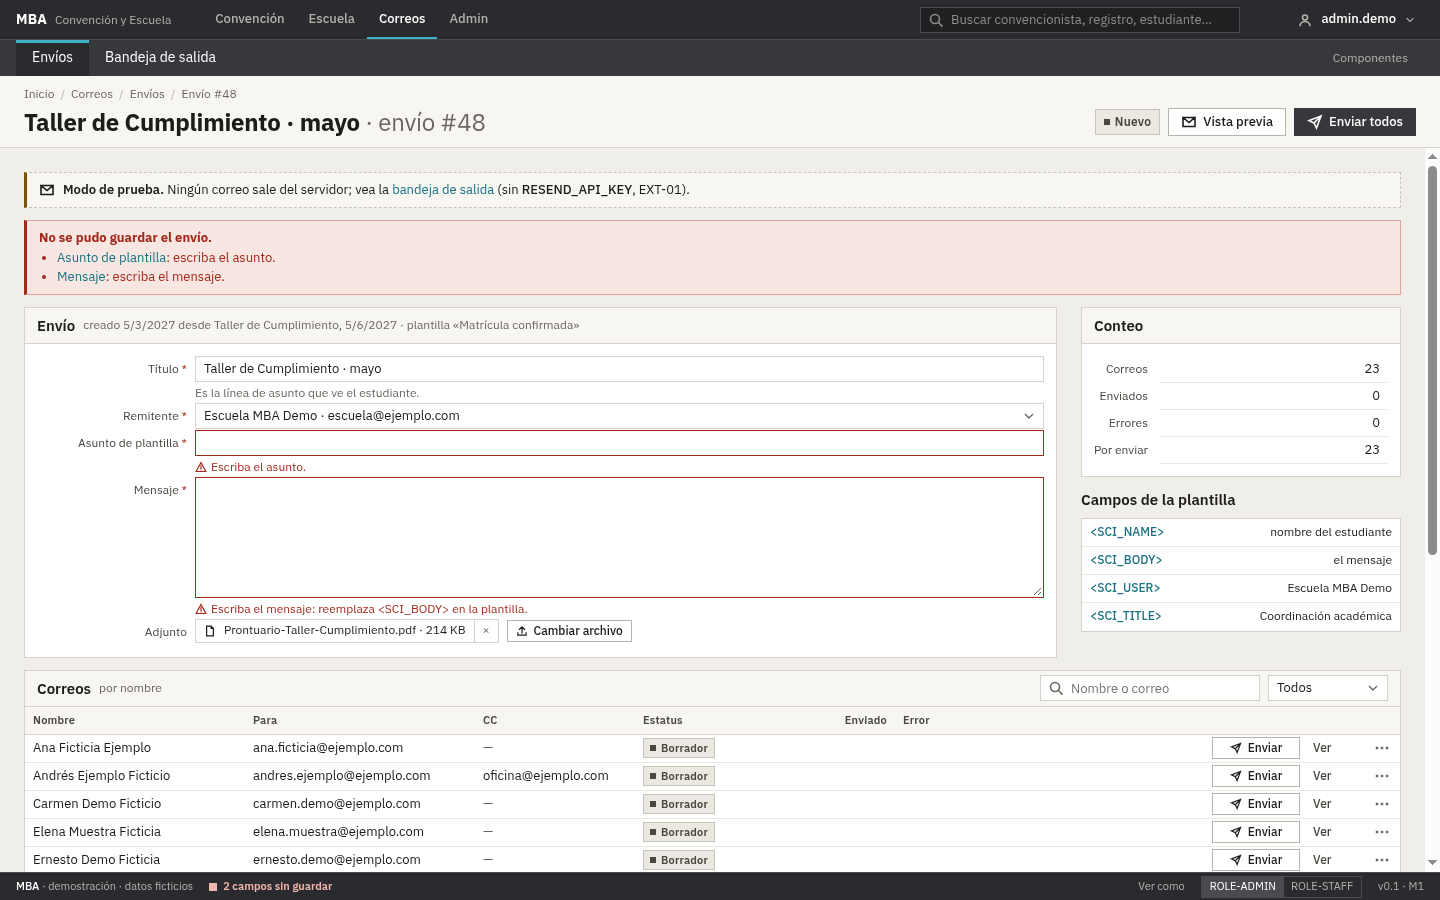 MBA Convención y Escuela Convención Escuela Correos Admin Buscar convencionista, registro, estudiante... admin.demo
Envíos Bandeja de salida Componentes
Inicio / Correos / Envíos / Envío #48
Taller de Cumplimiento · mayo · envío #48 Nuevo Vista previa Enviar todos
Modo de prueba. Ningún correo sale del servidor; vea la bandeja de salida (sin RESEND_API_KEY, EXT-01).
No se pudo guardar el envío.
• Asunto de plantilla: escriba el asunto.
• Mensaje: escriba el mensaje.
Envío creado 5/3/2027 desde Taller de Cumplimiento, 5/6/2027 · plantilla «Matrícula confirmada»
Título * Taller de Cumplimiento · mayo
Es la línea de asunto que ve el estudiante.
Remitente * Escuela MBA Demo · escuela@ejemplo.com
Asunto de plantilla *
Escriba el asunto.
Mensaje *
Escriba el mensaje: reemplaza <SCI_BODY> en la plantilla.
Adjunto Prontuario-Taller-Cumplimiento.pdf · 214 KB × Cambiar archivo
Conteo
Correos 23
Enviados 0
Errores 0
Por enviar 23
Campos de la plantilla
<SCI_NAME> nombre del estudiante
<SCI_BODY> el mensaje
<SCI_USER> Escuela MBA Demo
<SCI_TITLE> Coordinación académica
Correos por nombre Nombre o correo Todos
Nombre Para CC Estatus Enviado Error
Ana Ficticia Ejemplo ana.ficticia@ejemplo.com — Borrador Enviar Ver ···
Andrés Ejemplo Ficticio andres.ejemplo@ejemplo.com oficina@ejemplo.com Borrador Enviar Ver ···
Carmen Demo Ficticio carmen.demo@ejemplo.com — Borrador Enviar Ver ···
Elena Muestra Ficticia elena.muestra@ejemplo.com — Borrador Enviar Ver ···
Ernesto Demo Ficticia ernesto.demo@ejemplo.com — Borrador Enviar Ver ···
MBA · demostración · datos ficticios 2 campos sin guardar Ver como ROLE-ADMIN ROLE-STAFF v0.1 · M1